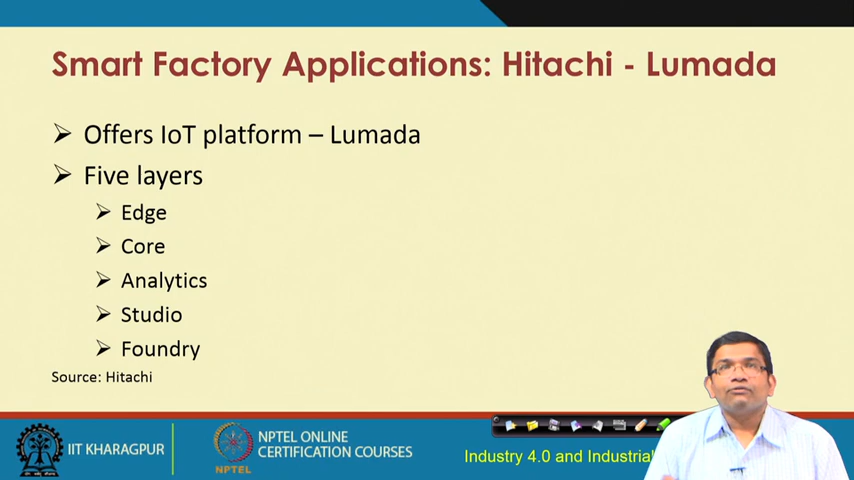 Smart Factory Applications: Hitachi - Lumada
➢ Offers IoT platform – Lumada
➢ Five layers
➢ Edge
➢ Core
➢ Analytics
➢ Studio
➢ Foundry
Source: Hitachi
IIT KHARAGPUR
NPTEL ONLINE
CERTIFICATION COURSES
NPTEL
Industry 4.0 and Industrial